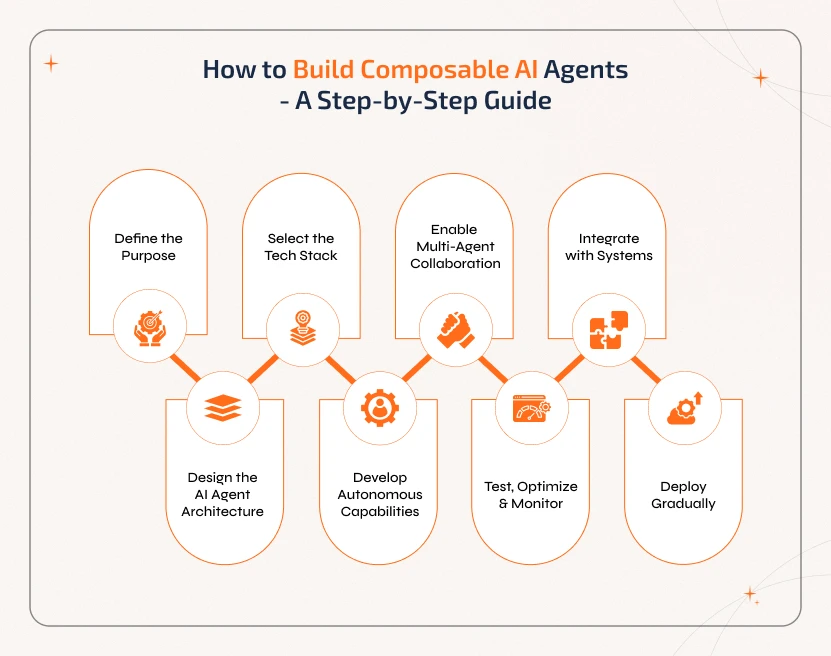 How to Build Composable AI Agents
- A Step-by-Step Guide
Define the
Purpose
Design the
AI Agent
Architecture
Select the
Tech Stack
Develop
Autonomous
Capabilities
Enable
Multi-Agent
Collaboration
Test, Optimize
& Monitor
Integrate
with Systems
Deploy
Gradually